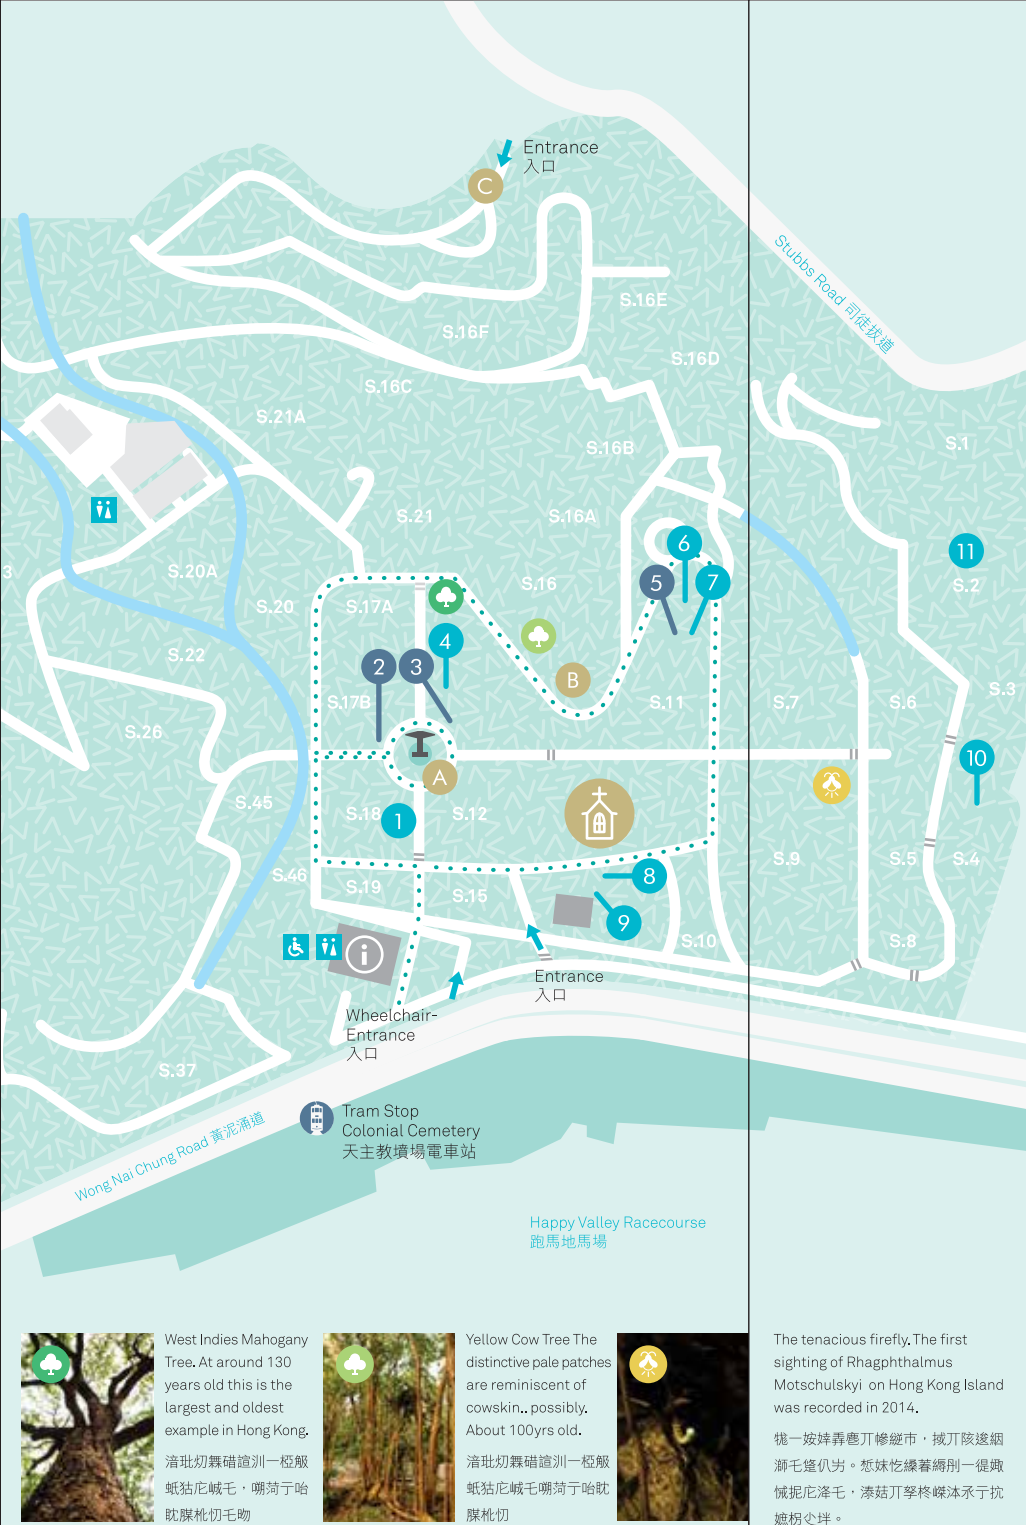 Entrance
入口
C
Stubbs Road 司徒拔道
S.16E
S.16F
S.16D
S.16C
S.21A
S.1
S.16B
S.21
S.16A
6
11
3
S.20A
5
7
S.16
S.2
S.20
S.17A
4
S.22
2
3
B
S.3
S.17B
S.11
S.7
S.6
S.26
10
A
S.45
S.18
1
S.12
S.9
S.5
S.4
S.46
S.19
S.15
8
9
S.10
S.8
i
Entrance
入口
Wheelchair-
Entrance
入口
S.37
Tram Stop
Colonial Cemetery
天主教墳場電車站
Wong Nai Chung Road 黃泥涌道
Happy Valley Racecourse
跑馬地馬場
West Indies Mahogany
Tree. At around 130
years old this is the
largest and oldest
example in Hong Kong.
Yellow Cow Tree The
distinctive pale patches
are reminiscent of
cowskin.. possibly.
About 100yrs old.
The tenacious firefly. The first
sighting of Rhagphthalmus
Motschulskyi on Hong Kong Island
was recorded in 2014.